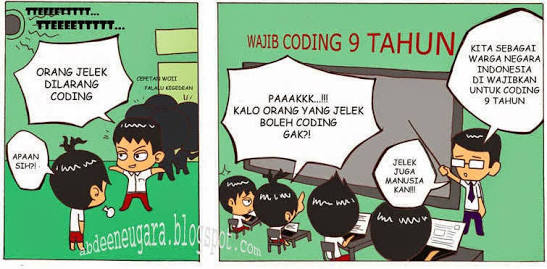 TTEEEEETTTTT...
TTEEEEETTTTT...
ORANG JELEK
DILARANG
CODING
CEPETAN WOII
PALALU KEGEDEAN
APAAN
SIH?!
WAJIB CODING 9 TAHUN
KITA SEBAGAI
WARGA NEGARA
INDONESIA
DI WAJIBKAN
UNTUK CODING
9 TAHUN
PAAAKKK...!!!
KALO ORANG YANG JELEK
BOLEH CODING
GAK?!
JELEK
JUGA
MANUSIA
KAN!!!
abdeeneugara.blogspot.com